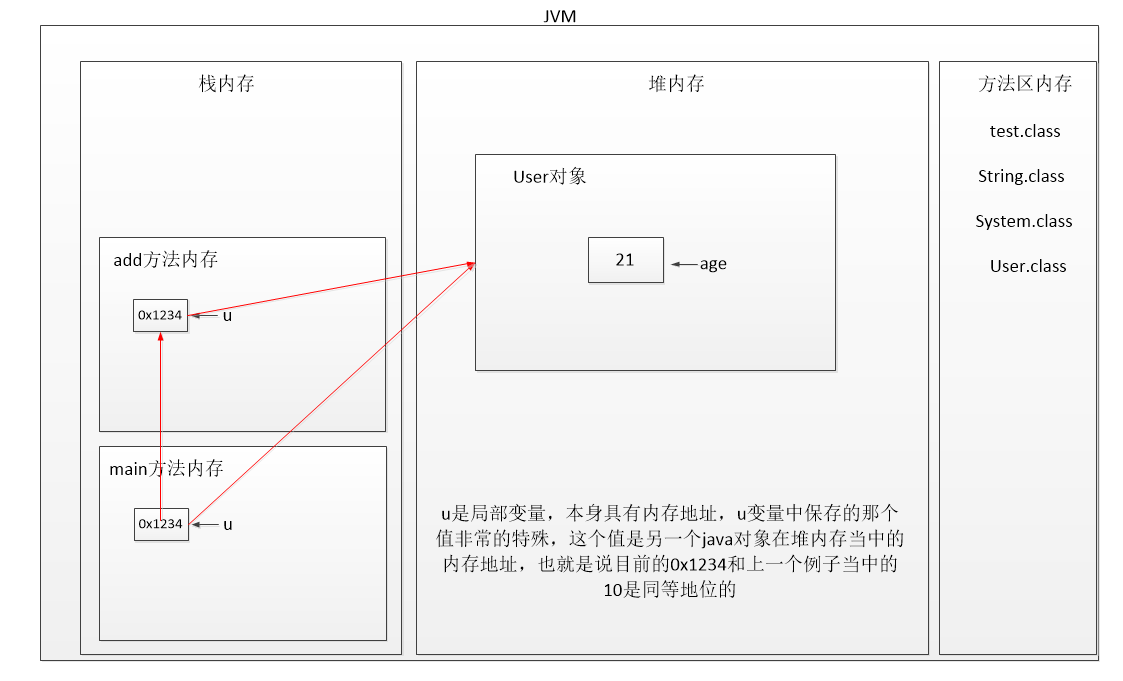 JVM
栈内存
add方法内存
0x1234
u
main方法内存
0x1234
u
堆内存
User对象
21
age
u是局部变量，本身具有内存地址，u变量中保存的那个
值非常的特殊，这个值是另一个java对象在堆内存当中的
内存地址，也就是说目前的0x1234和上一个例子当中的
10是同等地位的
方法区内存
test.class
String.class
System.class
User.class